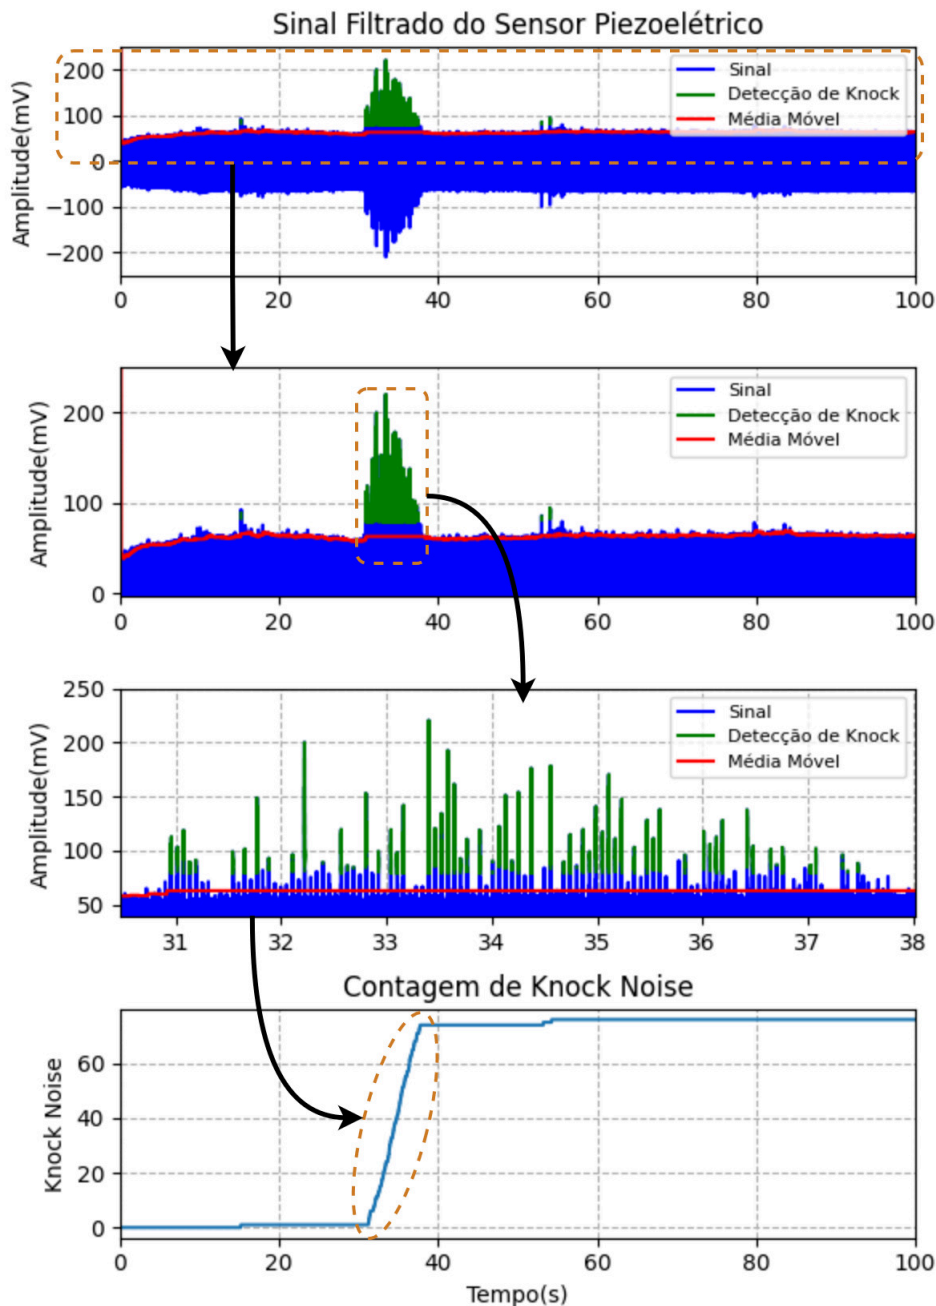 Sinal Filtrado do Sensor Piezoelétrico
Amplitude(mV)
200
100
0
−100
−200
Sinal
Detecção de Knock
Média Móvel
0 20 40 60 80 100
Amplitude(mV)
200
100
0
Sinal
Detecção de Knock
Média Móvel
0 20 40 60 80 100
Amplitude(mV)
250
200
150
100
50
Sinal
Detecção de Knock
Média Móvel
31 32 33 34 35 36 37 38
Contagem de Knock Noise
Knock Noise
60
40
20
0
0 20 40 60 80 100
Tempo(s)